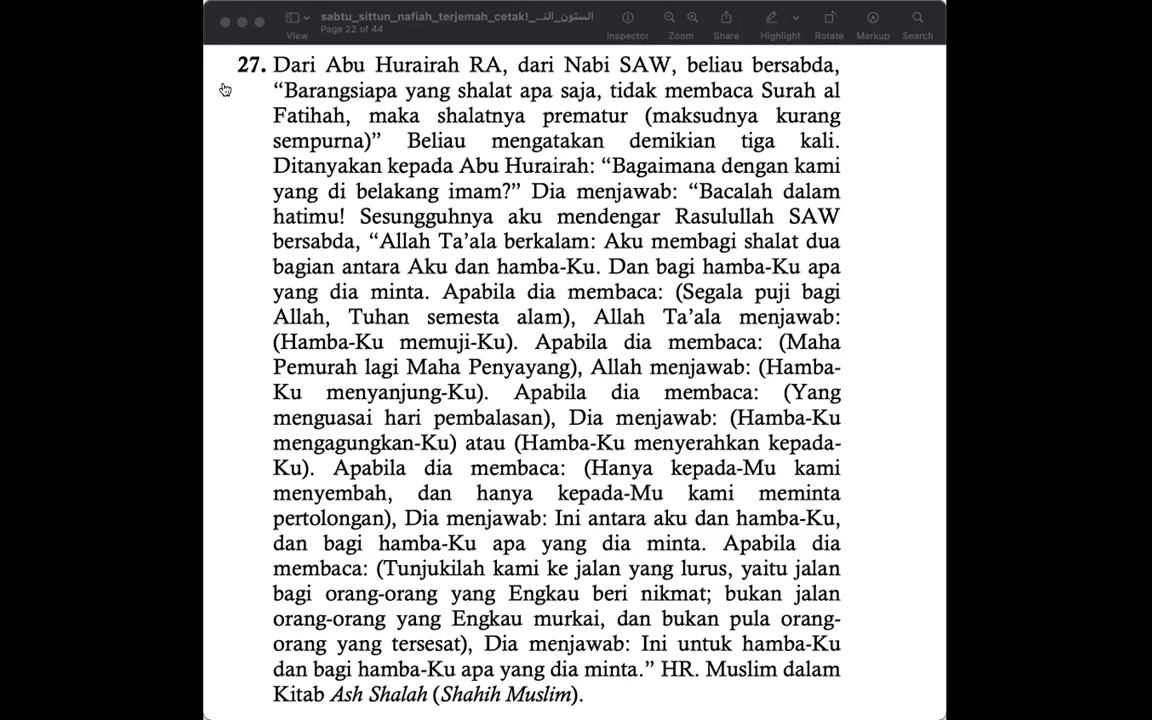 sabtu_sittun_nafiah_terjemah_cetak!_الستون_النـ...
Page 22 of 44
View
Inspector
Zoom
Share
Highlight
Rotate
Markup
Search
27. Dari Abu Hurairah RA, dari Nabi SAW, beliau bersabda,
“Barangsiapa yang shalat apa saja, tidak membaca Surah al
Fatihah, maka shalatnya prematur (maksudnya kurang
sempurna)” Beliau mengatakan demikian tiga kali.
Ditanyakan kepada Abu Hurairah: “Bagaimana dengan kami
yang di belakang imam?” Dia menjawab: “Bacalah dalam
hatimu! Sesungguhnya aku mendengar Rasulullah SAW
bersabda, “Allah Ta’ala berkalam: Aku membagi shalat dua
bagian antara Aku dan hamba-Ku. Dan bagi hamba-Ku apa
yang dia minta. Apabila dia membaca: (Segala puji bagi
Allah, Tuhan semesta alam), Allah Ta’ala menjawab:
(Hamba-Ku memuji-Ku). Apabila dia membaca: (Maha
Pemurah lagi Maha Penyayang), Allah menjawab: (Hamba-
Ku menyanjung-Ku). Apabila dia membaca: (Yang
menguasai hari pembalasan), Dia menjawab: (Hamba-Ku
mengagungkan-Ku) atau (Hamba-Ku menyerahkan kepada-
Ku). Apabila dia membaca: (Hanya kepada-Mu kami
menyembah, dan hanya kepada-Mu kami meminta
pertolongan), Dia menjawab: Ini antara aku dan hamba-Ku,
dan bagi hamba-Ku apa yang dia minta. Apabila dia
membaca: (Tunjukilah kami ke jalan yang lurus, yaitu jalan
bagi orang-orang yang Engkau beri nikmat; bukan jalan
orang-orang yang Engkau murkai, dan bukan pula orang-
orang yang tersesat), Dia menjawab: Ini untuk hamba-Ku
dan bagi hamba-Ku apa yang dia minta.” HR. Muslim dalam
Kitab Ash Shalah (Shahih Muslim).